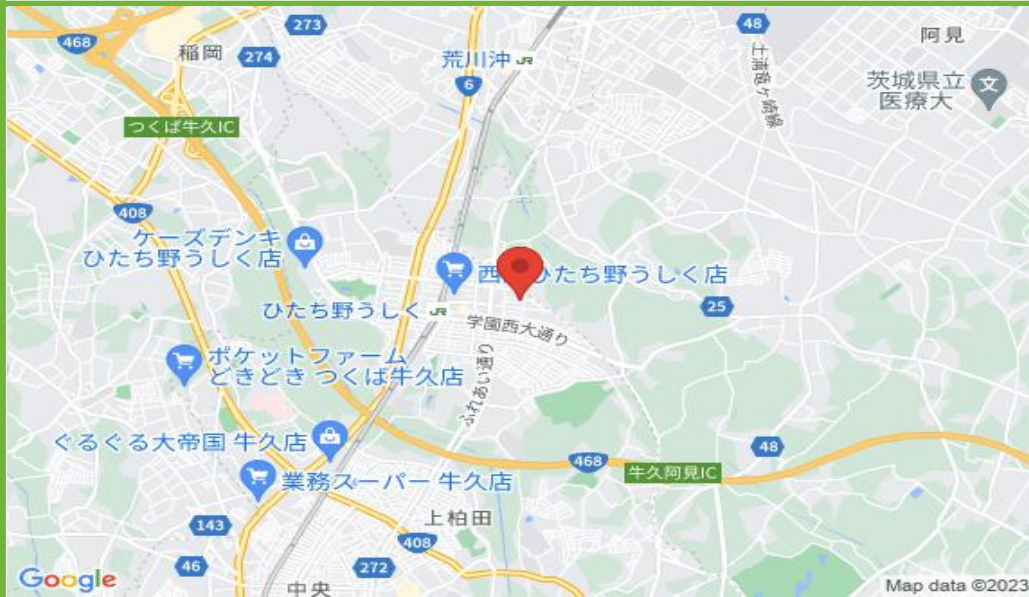 273
48
468
稲岡
274
阿見
荒川沖 JR
6
土浦竜ヶ崎線
茨城県立
医療大
文
つくば牛久IC
408
ケーズデンキ
ひたち野うしく店
西
ひたち野うしく店
ひたち野うしく JR
25
学園西大通り
ふれあい通り
ポケットファーム
どきどき つくば牛久店
ぐるぐる大帝国 牛久店
48
468
牛久阿見IC
業務スーパー 牛久店
143
上柏田
408
46
272
Google
中央
Map data ©2023